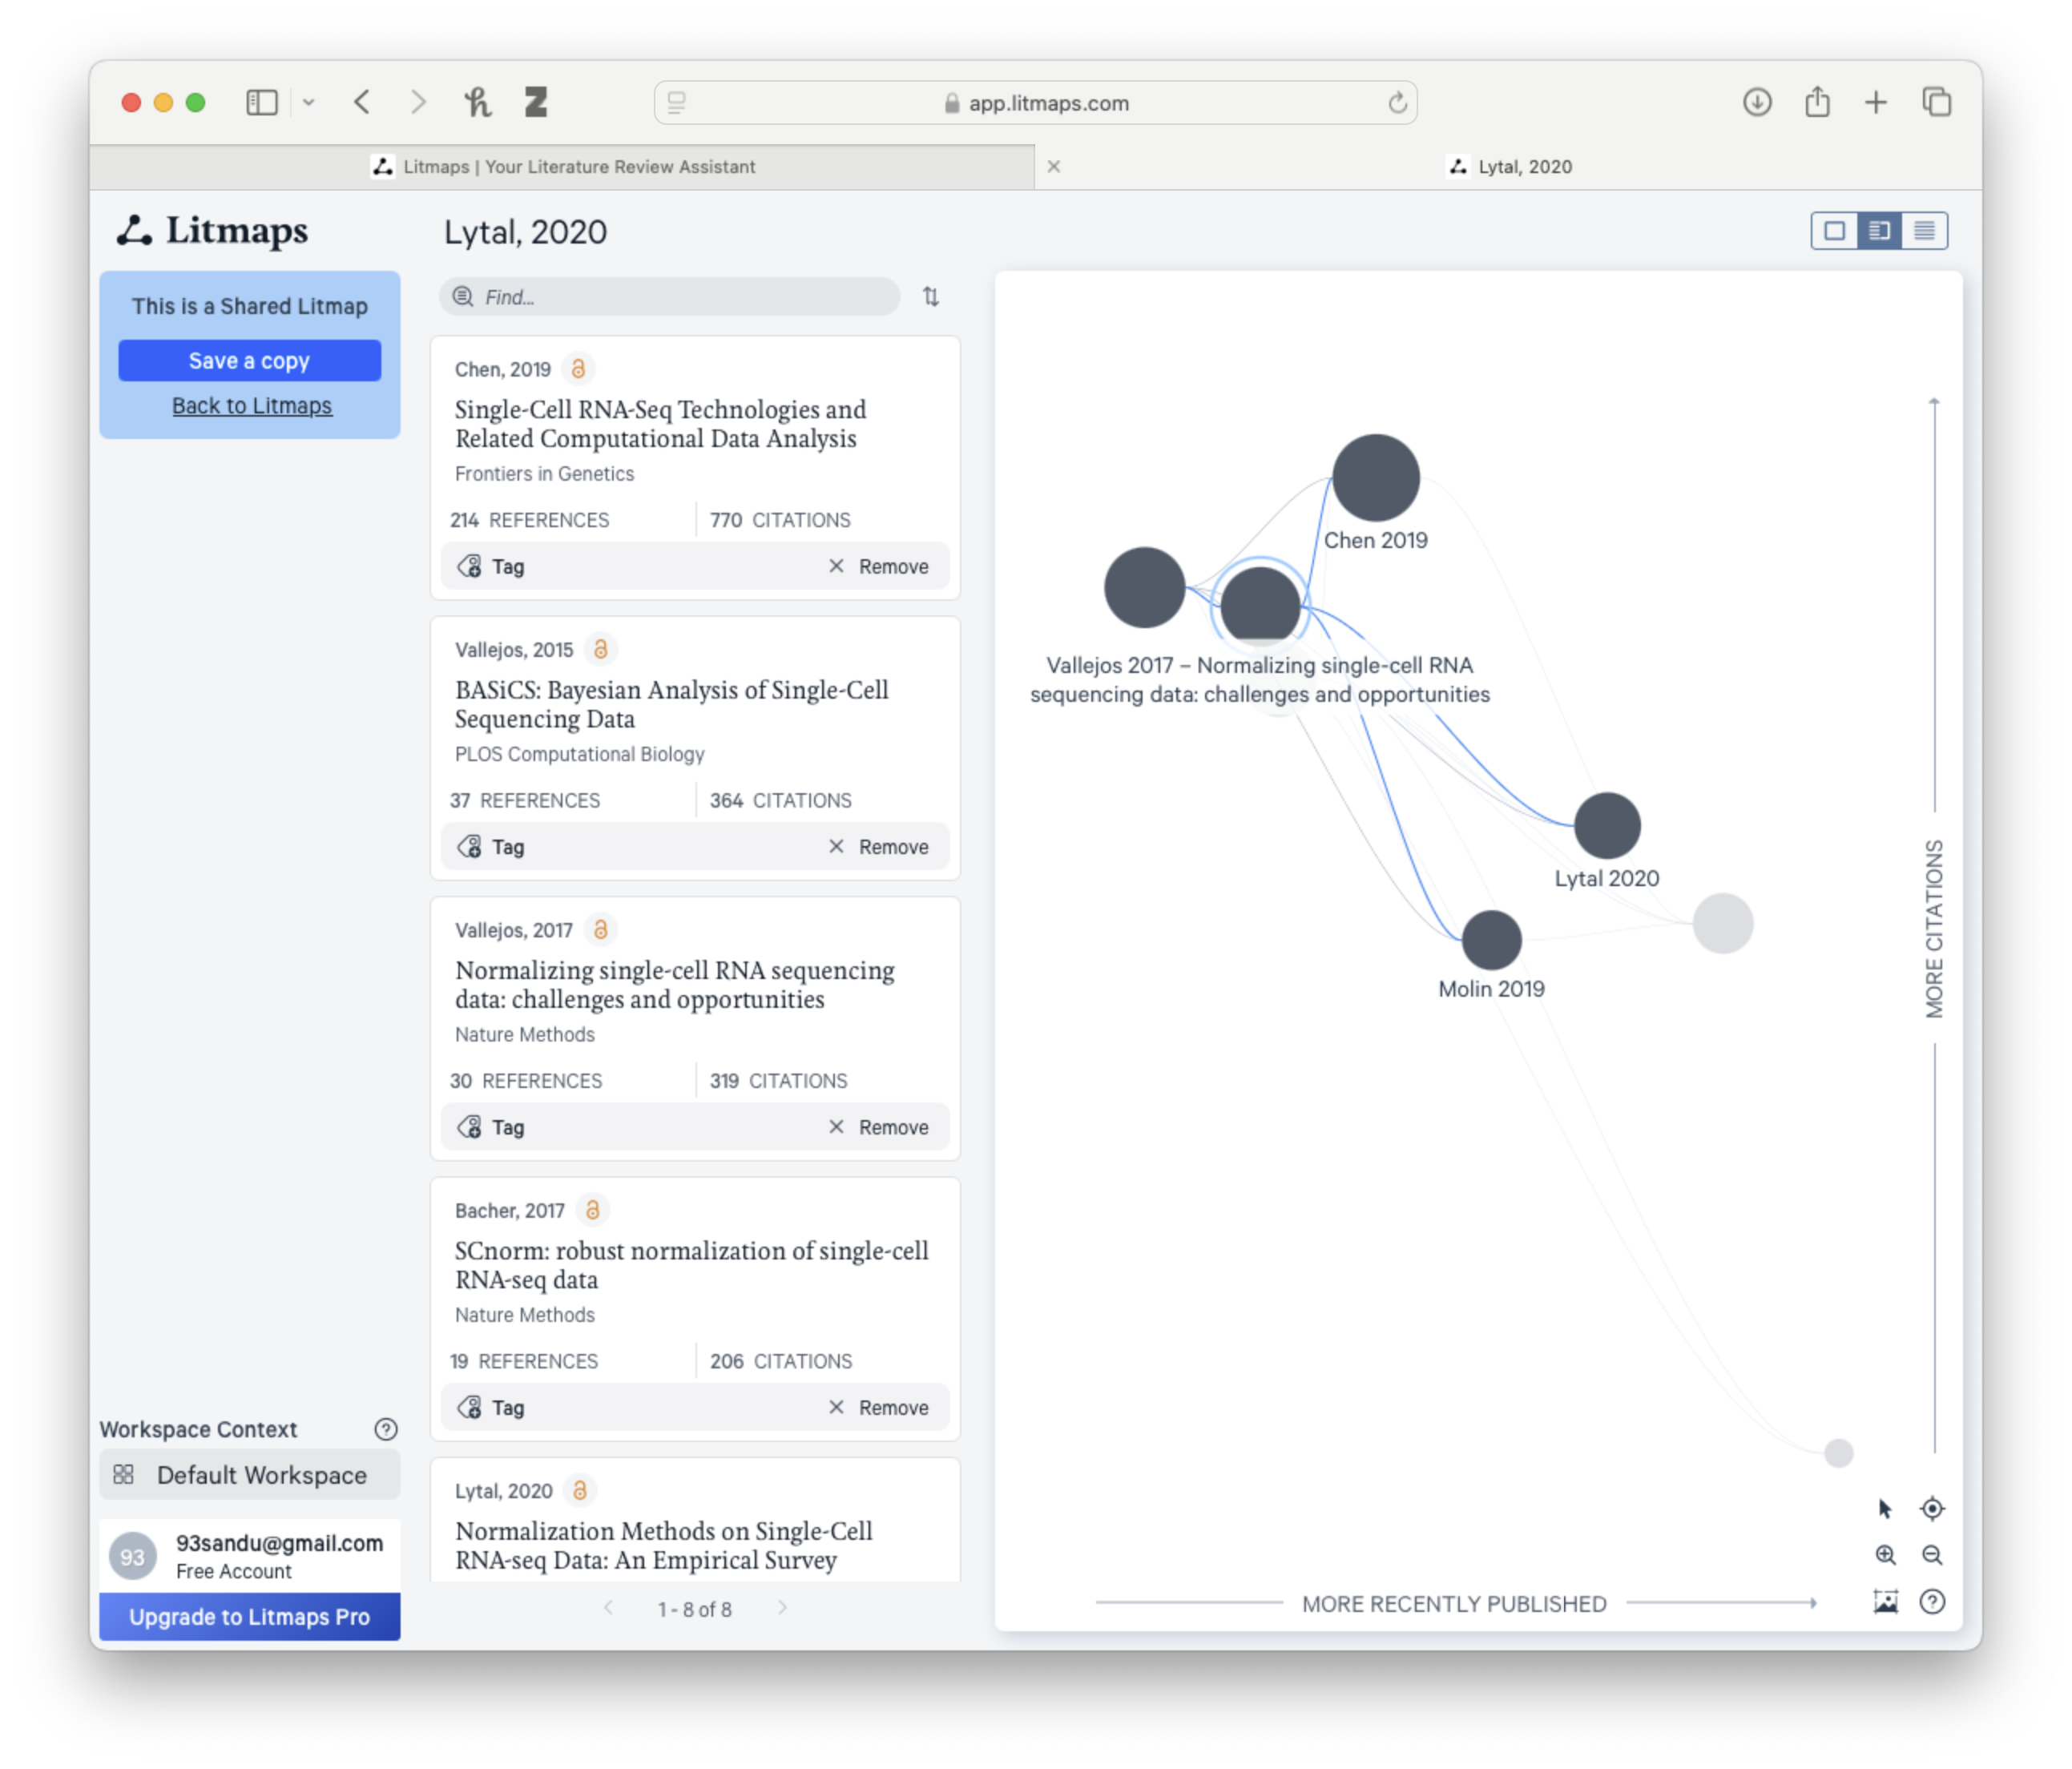 app.litmaps.com
Litmaps | Your Literature Review Assistant
Lytal, 2020
Litmaps
This is a Shared Litmap
Save a copy
Back to Litmaps
Workspace Context
Default Workspace
93
93sandu@gmail.com
Free Account
Upgrade to Litmaps Pro
Lytal, 2020
Find...
Chen, 2019
Single-Cell RNA-Seq Technologies and
Related Computational Data Analysis
Frontiers in Genetics
214 REFERENCES 770 CITATIONS
Tag Remove
Vallejos, 2015
BASiCS: Bayesian Analysis of Single-Cell
Sequencing Data
PLOS Computational Biology
37 REFERENCES 364 CITATIONS
Tag Remove
Vallejos, 2017
Normalizing single-cell RNA sequencing
data: challenges and opportunities
Nature Methods
30 REFERENCES 319 CITATIONS
Tag Remove
Bacher, 2017
SCnorm: robust normalization of single-cell
RNA-seq data
Nature Methods
19 REFERENCES 206 CITATIONS
Tag Remove
Lytal, 2020
Normalization Methods on Single-Cell
RNA-seq Data: An Empirical Survey
1 - 8 of 8
Chen 2019
Vallejos 2017 – Normalizing single-cell RNA
sequencing data: challenges and opportunities
Lytal 2020
Molin 2019
MORE CITATIONS
MORE RECENTLY PUBLISHED